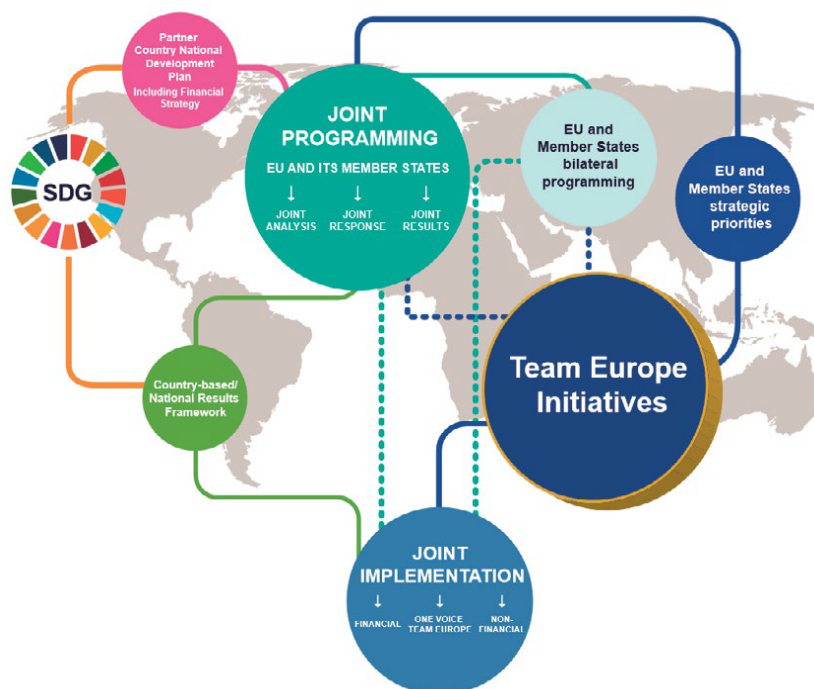 Partner
Country National
Development
Plan
Including Financial
Strategy
SDG
JOINT
PROGRAMMING
EU AND ITS MEMBER STATES
↓ ↓ ↓
JOINT ANALYSIS
JOINT RESPONSE
JOINT RESULTS
EU and
Member States
bilateral
programming
EU and
Member States
strategic
priorities
Team Europe
Initiatives
Country-based/
National Results
Framework
JOINT
IMPLEMENTATION
↓ ↓ ↓
FINANCIAL
ONE VOICE
TEAM EUROPE
NON-
FINANCIAL